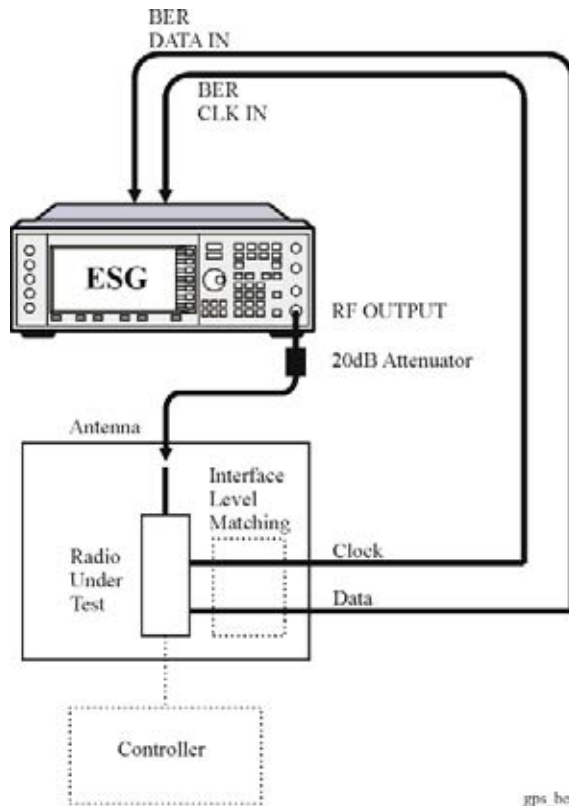 BER
DATA IN
BER
CLK IN
ESG
RF OUTPUT
20dB Attenuator
Antenna
Interface
Level
Matching
Radio
Under
Test
Clock
Data
Controller